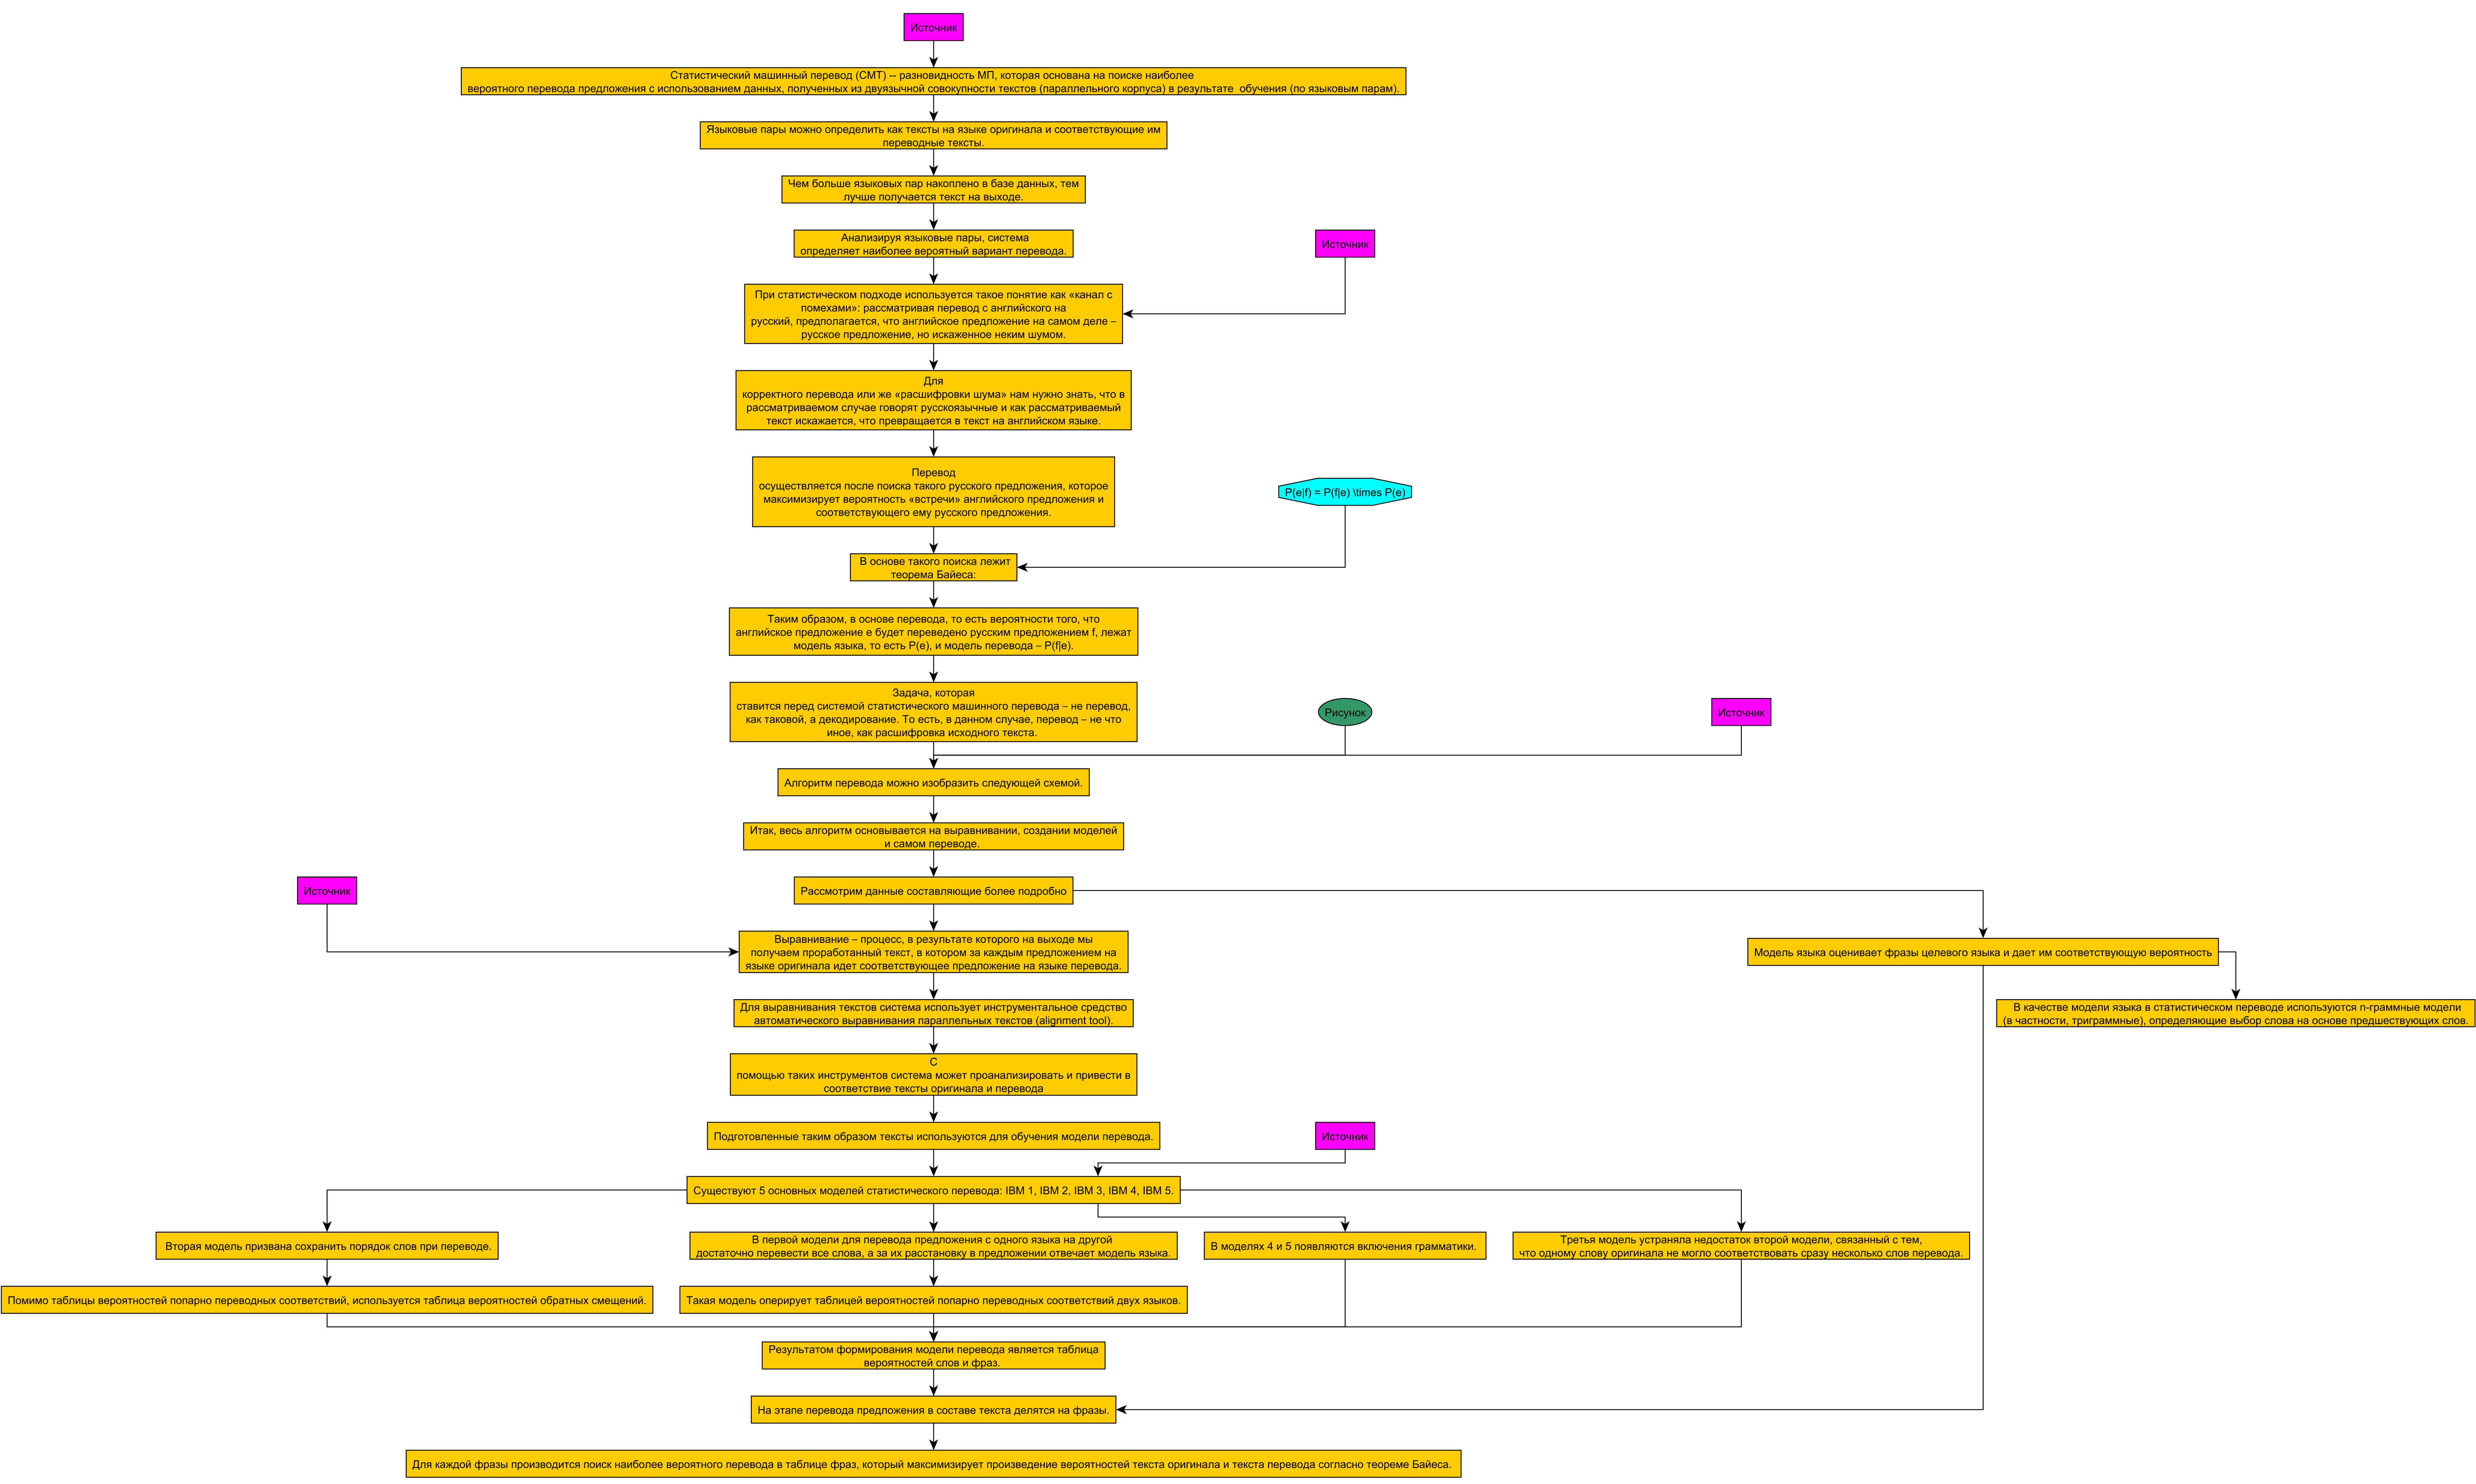 Источник
Статистический машинный перевод (СМТ) -- разновидность МП, которая основана на поиске наиболее
вероятного перевода предложения с использованием данных, полученных из двуязычной совокупности текстов (параллельного корпуса) в результате  обучения (по языковым парам).
Языковые пары можно определить как тексты на языке оригинала и соответствующие им
переводные тексты.
Чем больше языковых пар накоплено в базе данных, тем
лучше получается текст на выходе.
Анализируя языковые пары, система
определяет наиболее вероятный вариант перевода.
Источник
При статистическом подходе используется такое понятие как «канал с
помехами»: рассматривая перевод с английского на
русский, предполагается, что английское предложение на самом деле –
русское предложение, но искаженное неким шумом.
Для
корректного перевода или же «расшифровки шума» нам нужно знать, что в
рассматриваемом случае говорят русскоязычные и как рассматриваемый
текст искажается, что превращается в текст на английском языке.
Перевод
осуществляется после поиска такого русского предложения, которое
максимизирует вероятность «встречи» английского предложения и
соответствующего ему русского предложения.
P(e|f) = P(f|e) \times P(e)
В основе такого поиска лежит
теорема Байеса:
Таким образом, в основе перевода, то есть вероятности того, что
английское предложение e будет переведено русским предложением f, лежат
модель языка, то есть P(e), и модель перевода – P(f|e).
Задача, которая
ставится перед системой статистического машинного перевода – не перевод,
как таковой, а декодирование. То есть, в данном случае, перевод – не что
иное, как расшифровка исходного текста.
Рисунок
Источник
Алгоритм перевода можно изобразить следующей схемой.
Итак, весь алгоритм основывается на выравнивании, создании моделей
и самом переводе.
Источник
Рассмотрим данные составляющие более подробно
Выравнивание – процесс, в результате которого на выходе мы
получаем проработанный текст, в котором за каждым предложением на
языке оригинала идет соответствующее предложение на языке перевода.
Модель языка оценивает фразы целевого языка и дает им соответствующую вероятность
Для выравнивания текстов система использует инструментальное средство
автоматического выравнивания параллельных текстов (alignment tool).
В качестве модели языка в статистическом переводе используются n-граммные модели
(в частности, триграммные), определяющие выбор слова на основе предшествующих слов.
С
помощью таких инструментов система может проанализировать и привести в
соответствие тексты оригинала и перевода
Подготовленные таким образом тексты используются для обучения модели перевода.
Источник
Существуют 5 основных моделей статистического перевода: IBM 1, IBM 2, IBM 3, IBM 4, IBM 5.
Вторая модель призвана сохранить порядок слов при переводе.
В первой модели для перевода предложения с одного языка на другой
достаточно перевести все слова, а за их расстановку в предложении отвечает модель языка.
В моделях 4 и 5 появляются включения грамматики.
Третья модель устраняла недостаток второй модели, связанный с тем,
что одному слову оригинала не могло соответствовать сразу несколько слов перевода.
Помимо таблицы вероятностей попарно переводных соответствий, используется таблица вероятностей обратных смещений.
Такая модель оперирует таблицей вероятностей попарно переводных соответствий двух языков.
Результатом формирования модели перевода является таблица
вероятностей слов и фраз.
На этапе перевода предложения в составе текста делятся на фразы.
Для каждой фразы производится поиск наиболее вероятного перевода в таблице фраз, который максимизирует произведение вероятностей текста оригинала и текста перевода согласно теореме Байеса.